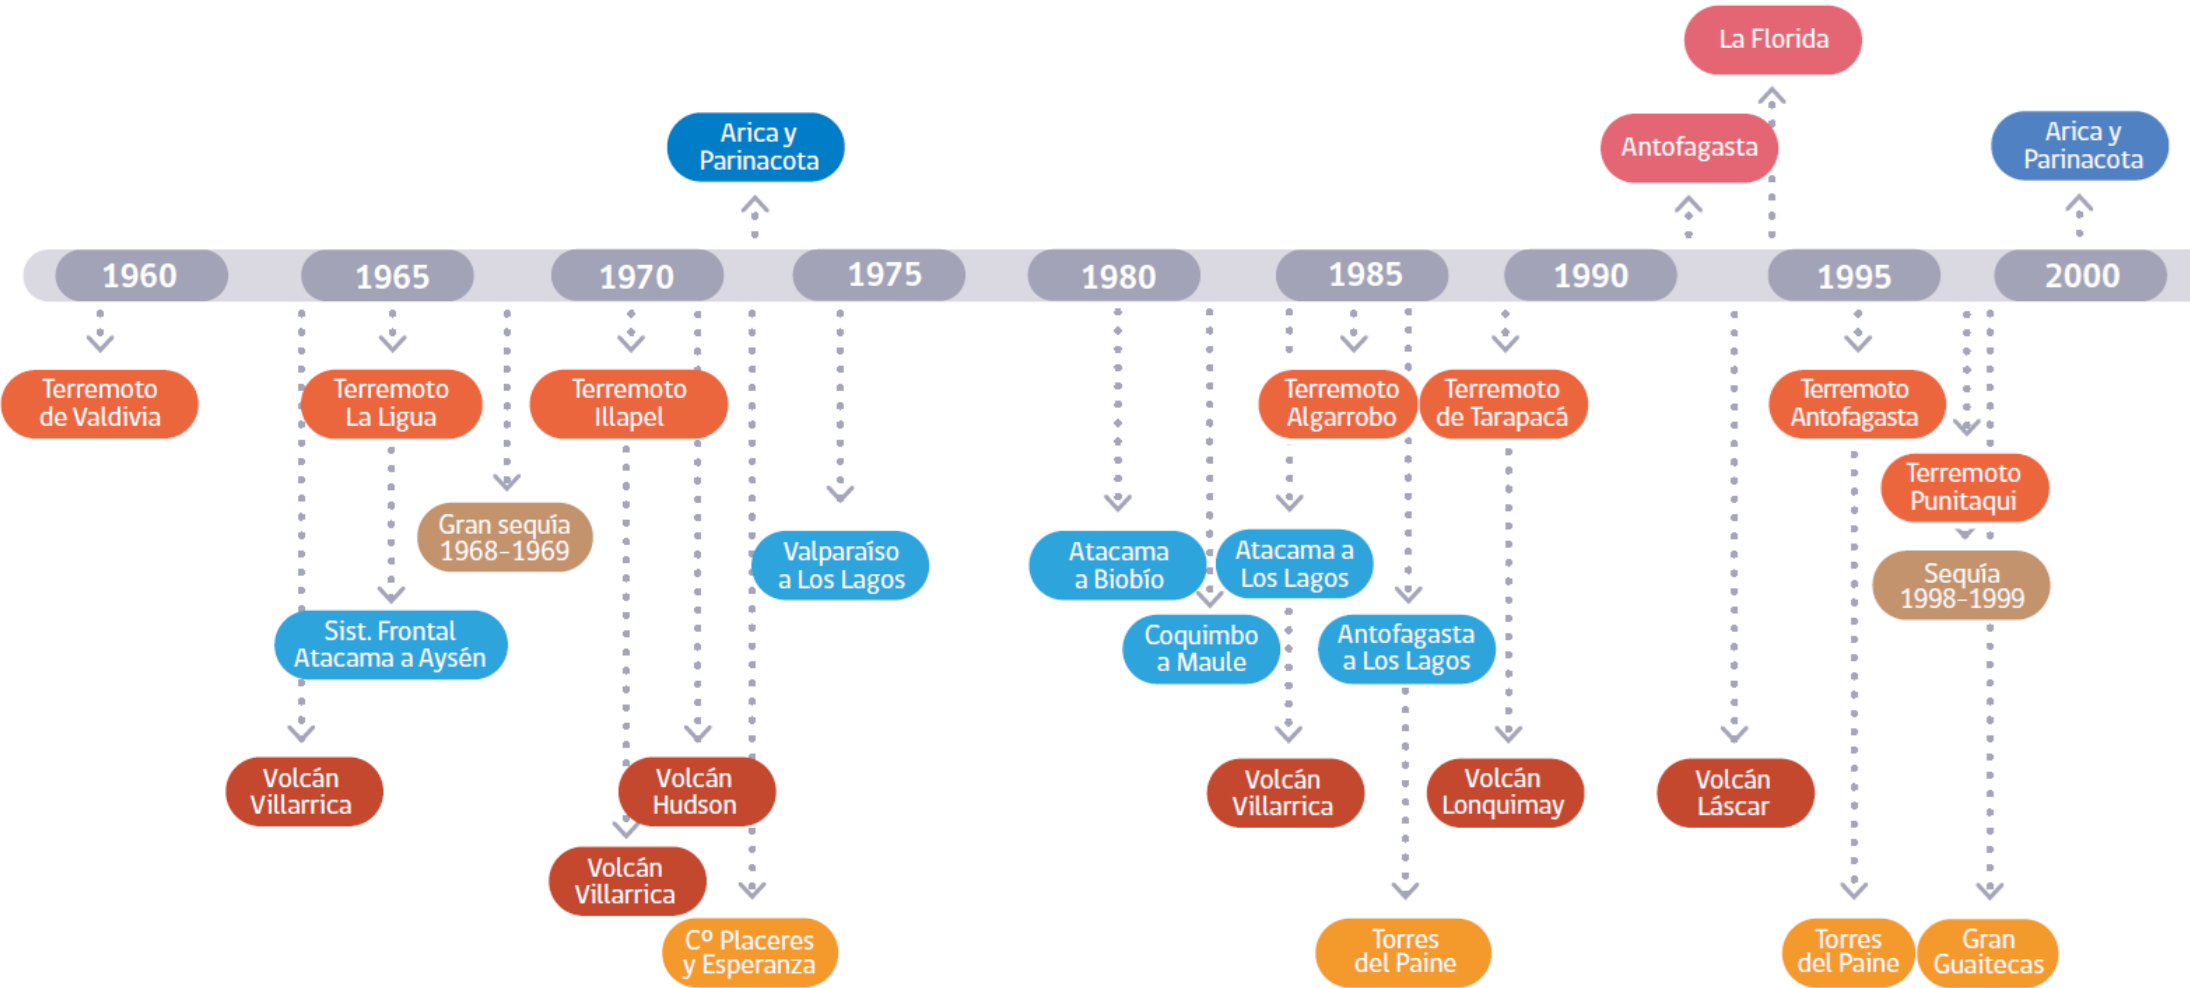 La Florida
Arica y
Parinacota
Antofagasta
Arica y
Parinacota
1960
1965
1970
1975
1980
1985
1990
1995
2000
Terremoto
de Valdivia
Terremoto
La Ligua
Terremoto
Illapel
Terremoto
Algarrobo
Terremoto
de Tarapacá
Terremoto
Antofagasta
Terremoto
Punitaqui
Gran sequía
1968-1969
Valparaíso
a Los Lagos
Atacama
a Biobío
Atacama a
Los Lagos
Sequía
1998-1999
Sist. Frontal
Atacama a Aysén
Coquimbo
a Maule
Antofagasta
a Los Lagos
Volcán
Villarrica
Volcán
Hudson
Volcán
Villarrica
Volcán
Lonquimay
Volcán
Láscar
Volcán
Villarrica
Cº Placeres
y Esperanza
Torres
del Paine
Torres
del Paine
Gran
Guaitecas